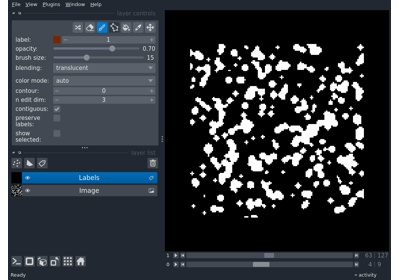 File View Plugins Window Help
layer controls
label: 1
opacity: 0.70
brush size: 15
blending: translucent
color mode: auto
contour: 0
n edit dim: 3
contiguous:
preserve
labels:
show
selected:
layer list
Labels
Image
1 63 127
0 4 9
Ready activity